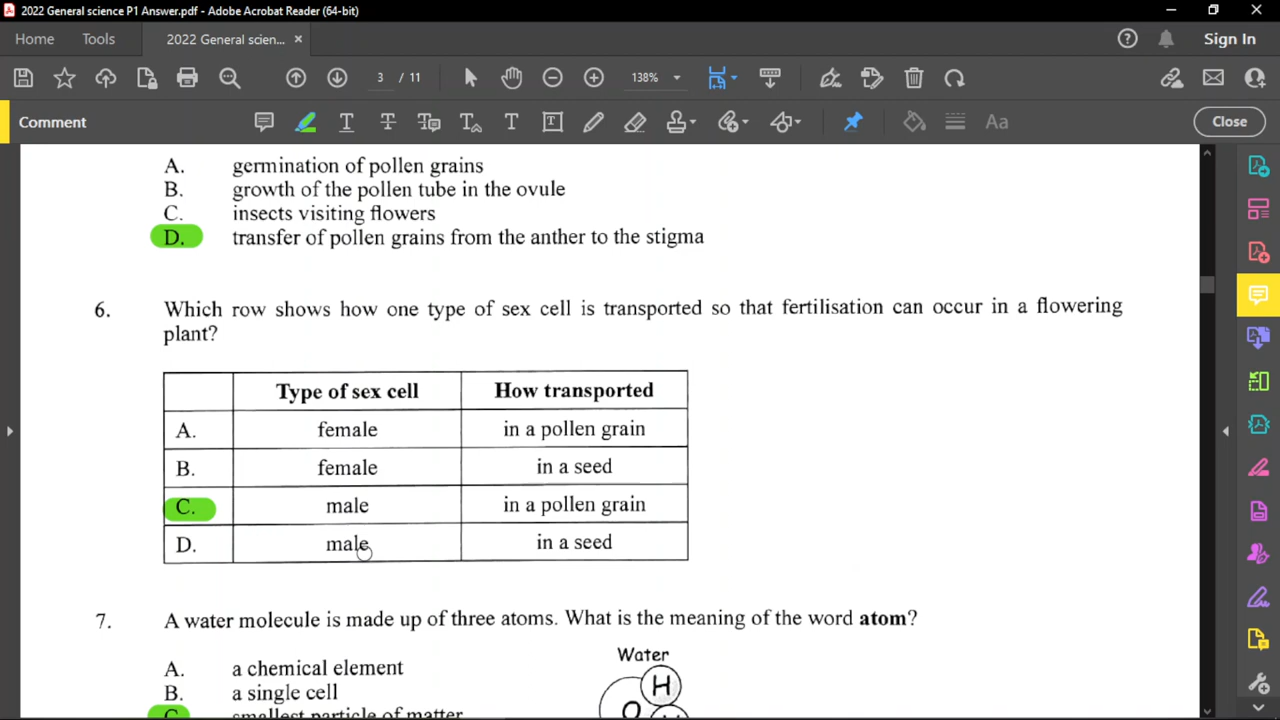 2022 General science P1 Answer.pdf - Adobe Acrobat Reader (64-bit)
Home Tools 2022 General scien... × Sign In
3 / 11 138%
Comment Close
A. germination of pollen grains
B. growth of the pollen tube in the ovule
C. insects visiting flowers
D. transfer of pollen grains from the anther to the stigma
6. Which row shows how one type of sex cell is transported so that fertilisation can occur in a flowering
plant?
Type of sex cell How transported
A. female in a pollen grain
B. female in a seed
C. male in a pollen grain
D. male in a seed
7. A water molecule is made up of three atoms. What is the meaning of the word atom?
Water
A. a chemical element
H
B. a single cell
O
C. smallest particle of matter